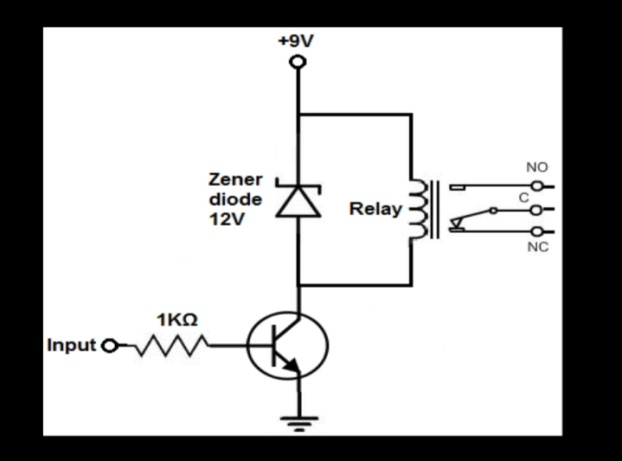 +9V
Zener
diode
12V
Relay
NO
C
NC
1KΩ
Input